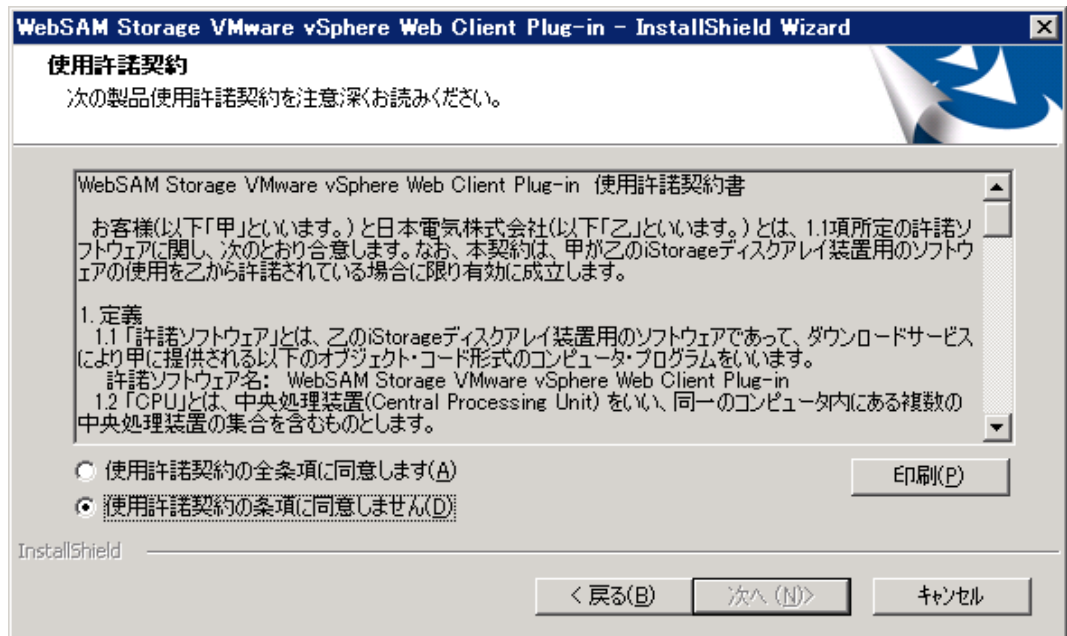 WebSAM Storage VMware vSphere Web Client Plug-in - InstallShield Wizard
使用許諾契約
次の製品使用許諾契約を注意深くお読みください。
WebSAM Storage VMware vSphere Web Client Plug-in 使用許諾契約書
お客様(以下「甲」といいます。)と日本電気株式会社(以下「乙」といいます。)とは、1.1項所定の許諾ソ
フトウェアに関し、次のとおり合意します。なお、本契約は、甲が乙のiStorageディスクアレイ装置用のソフトウ
ェアの使用を乙から許諾されている場合に限り有効に成立します。
1. 定義
1.1「許諾ソフトウェア」とは、乙のiStorageディスクアレイ装置用のソフトウェアであって、ダウンロードサービス
により甲に提供される以下のオブジェクト・コード形式のコンピュータ・プログラムをいいます。
許諾ソフトウェア名: WebSAM Storage VMware vSphere Web Client Plug-in
1.2「CPU」とは、中央処理装置(Central Processing Unit) をいい、同一のコンピュータ内にある複数の
中央処理装置の集合を含むものとします。
使用許諾契約の全条項に同意します(A)
印刷(P)
使用許諾契約の条項に同意しません(D)
InstallShield
< 戻る(B)
次へ (N)>
キャンセル